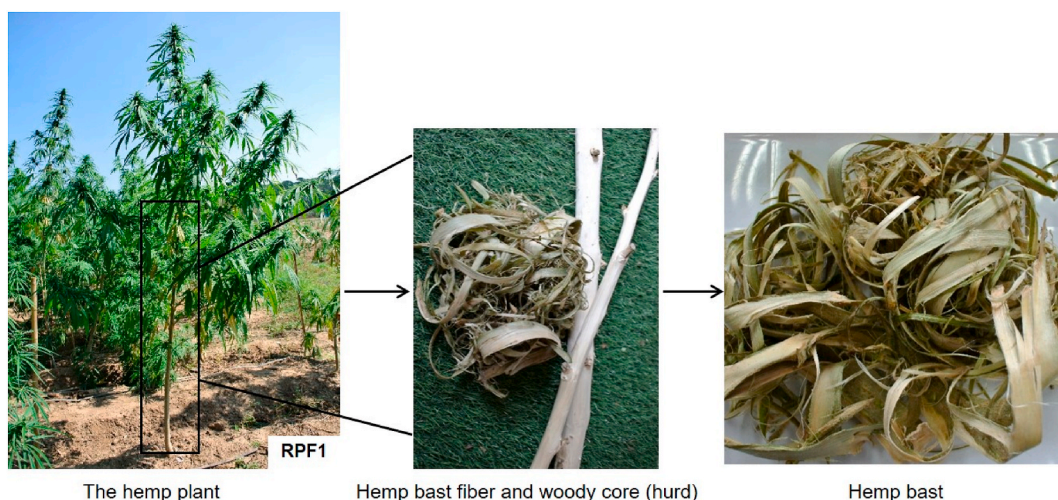 RPF1
The hemp plant
Hemp bast fiber and woody core (hurd)
Hemp bast